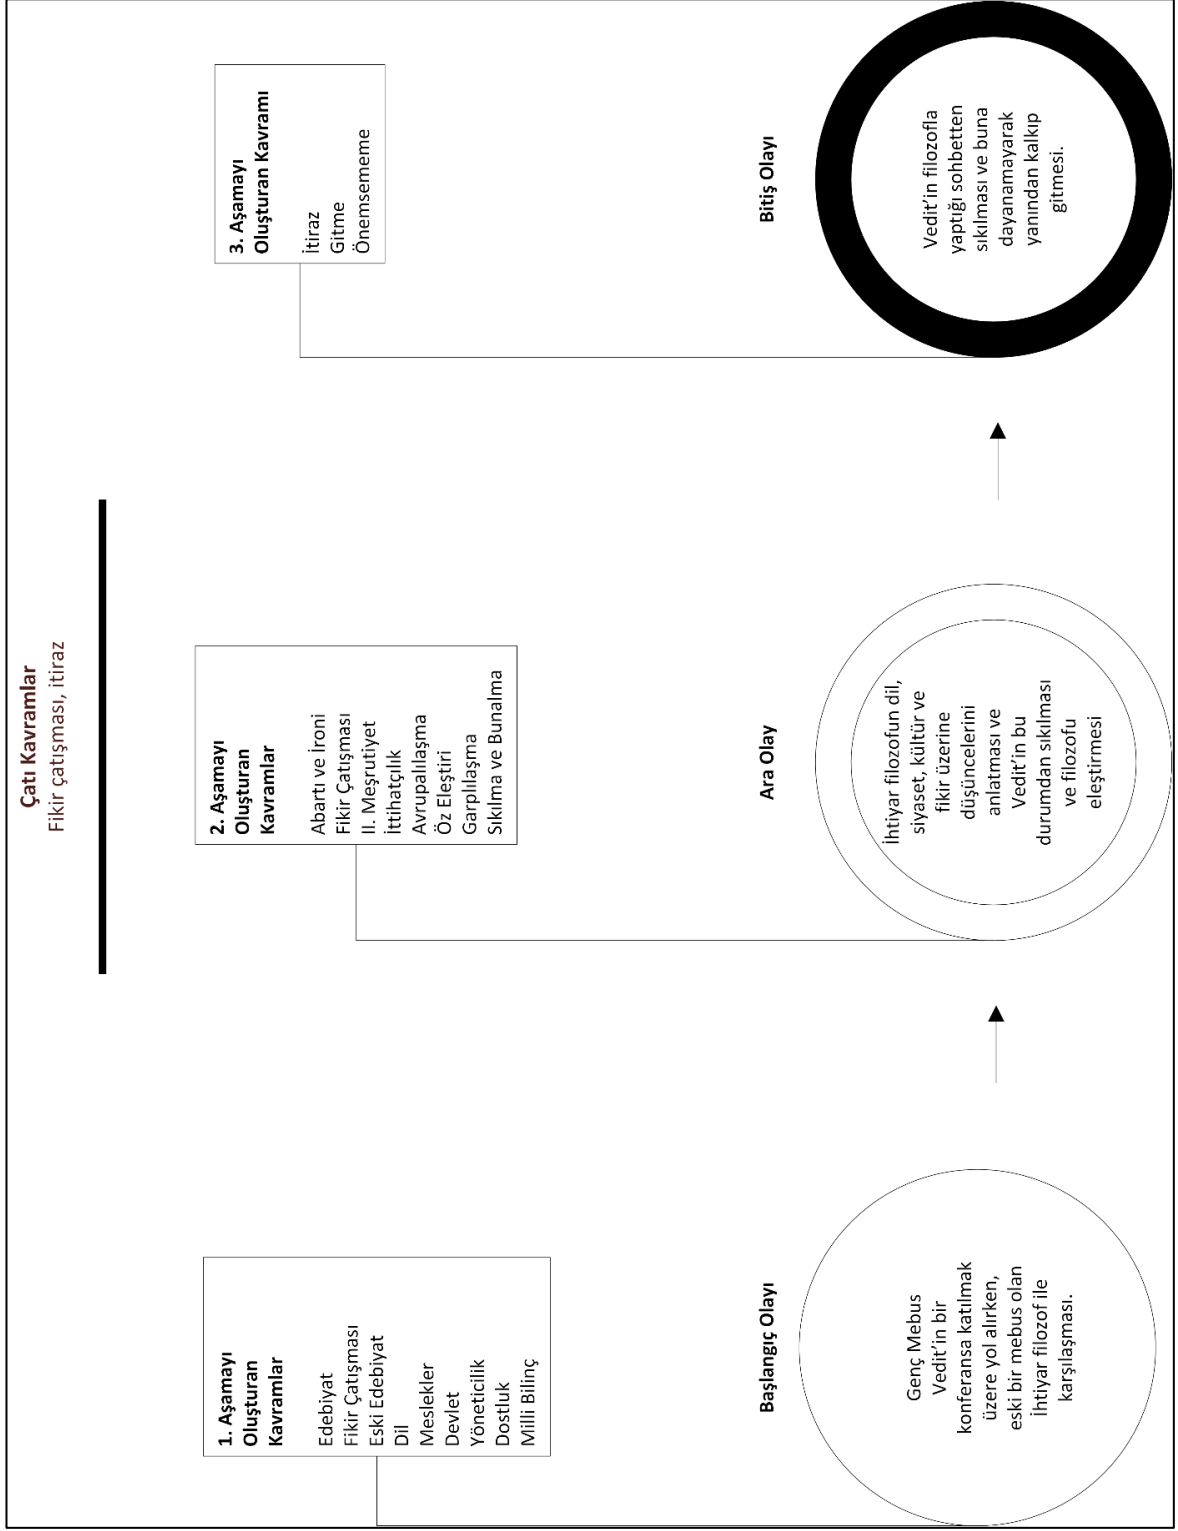 Çatı Kavramlar
Fikir çatışması, itiraz
1. Aşamayı
Oluşturan
Kavramlar
Edebiyat
Fikir Çatışması
Eski Edebiyat
Dil
Meslekler
Devlet
Yöneticilik
Dostluk
Milli Bilinç
2. Aşamayı
Oluşturan
Kavramlar
Abartı ve İroni
Fikir Çatışması
II. Meşrutiyet
İttihatçılık
Avrupalılaşma
Öz Eleştiri
Garplılaşma
Sıkılma ve Bunalma
3. Aşamayı
Oluşturan Kavramı
İtiraz
Gitme
Önemsememe
Başlangıç Olayı
Genç Mebus
Vedit’in bir
konferansa katılmak
üzere yol alırken,
eski bir mebus olan
İhtiyar filozof ile
karşılaşması.
Ara Olay
İhtiyar filozofun dil,
siyaset, kültür ve
fikir üzerine
düşüncelerini
anlatması ve
Vedit’in bu
durumdan sıkılması
ve filozofu
eleştirmesi
Bitiş Olayı
Vedit’in filozofla
yaptığı sohbetten
sıkılması ve buna
dayanamayarak
yanından kalkıp
gitmesi.